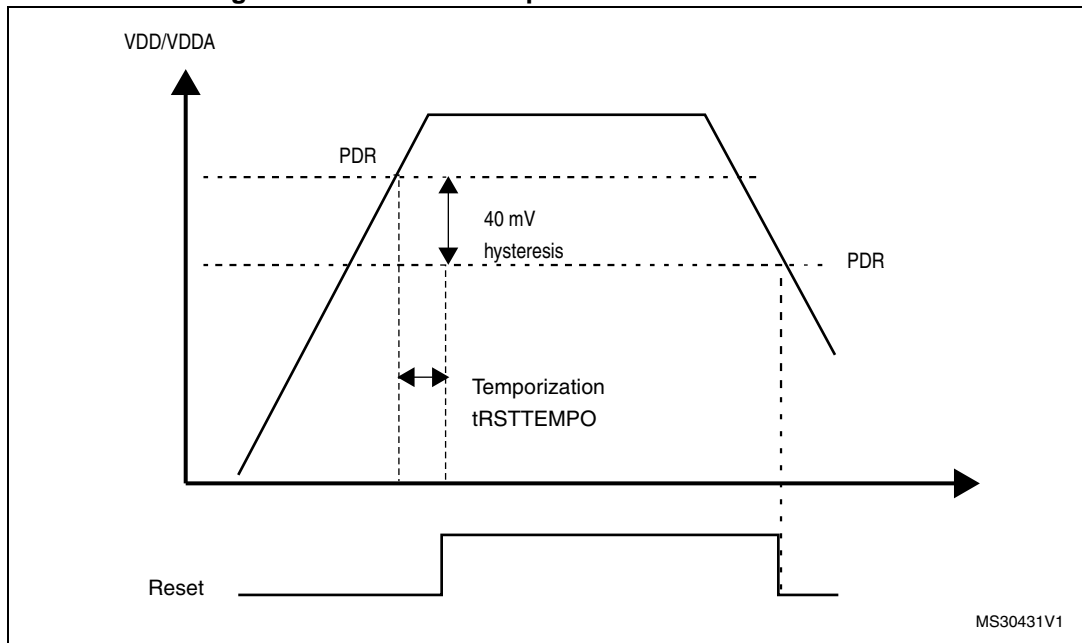 VDD/VDDA
PDR
40 mV
hysteresis
PDR
Temporization
tRSTTEMPO
Reset
MS30431V1